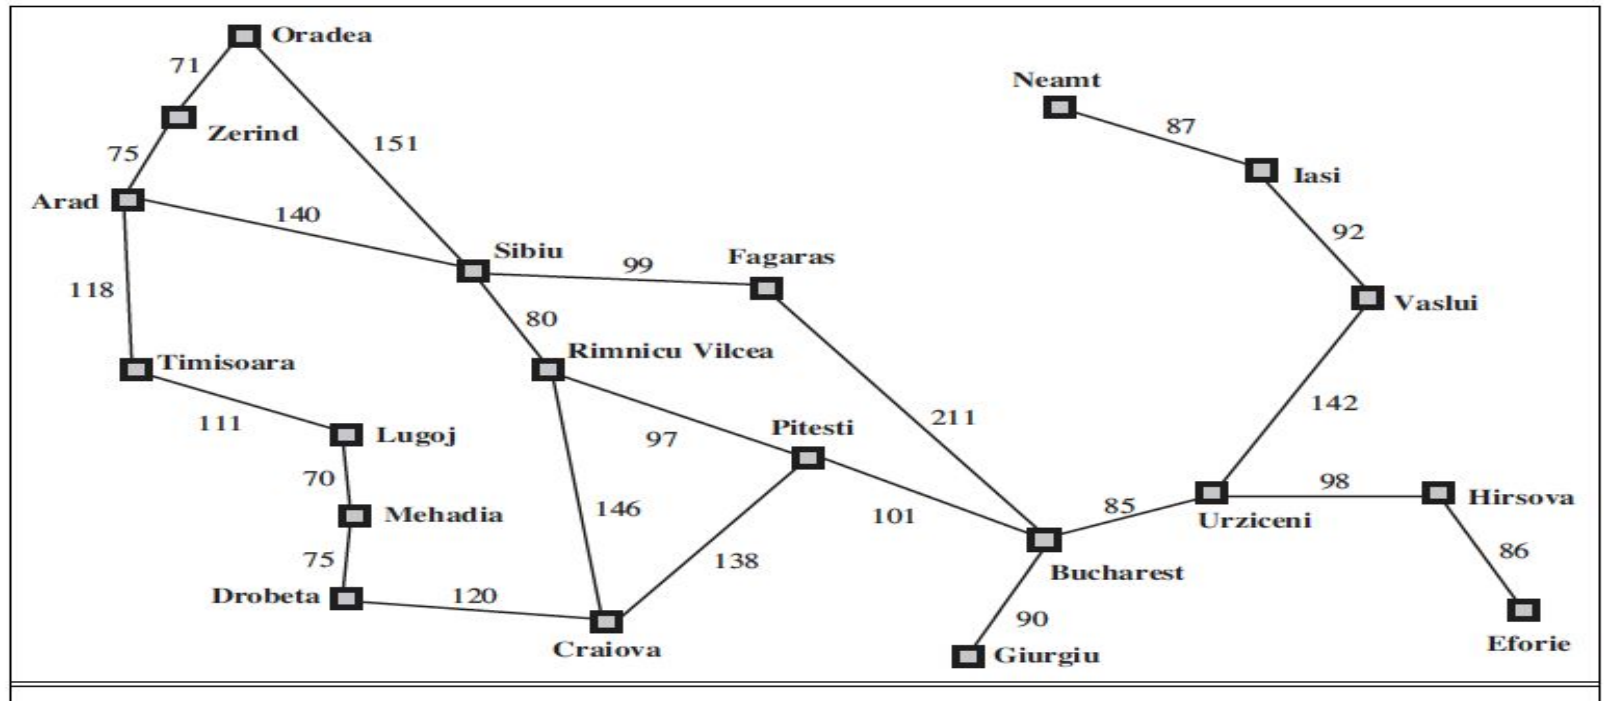 Oradea
71
Neamt
Zerind
87
151
75
Iasi
Arad
140
92
Sibiu
Fagaras
99
118
Vaslui
80
Timisoara
Rimnicu Vilcea
142
211
111
Pitesti
Lugoj
97
70
98
Hirsova
146
101
85
Mehadia
Urziceni
138
86
75
Bucharest
Drobeta
120
90
Craiova
Giurgiu
Eforie